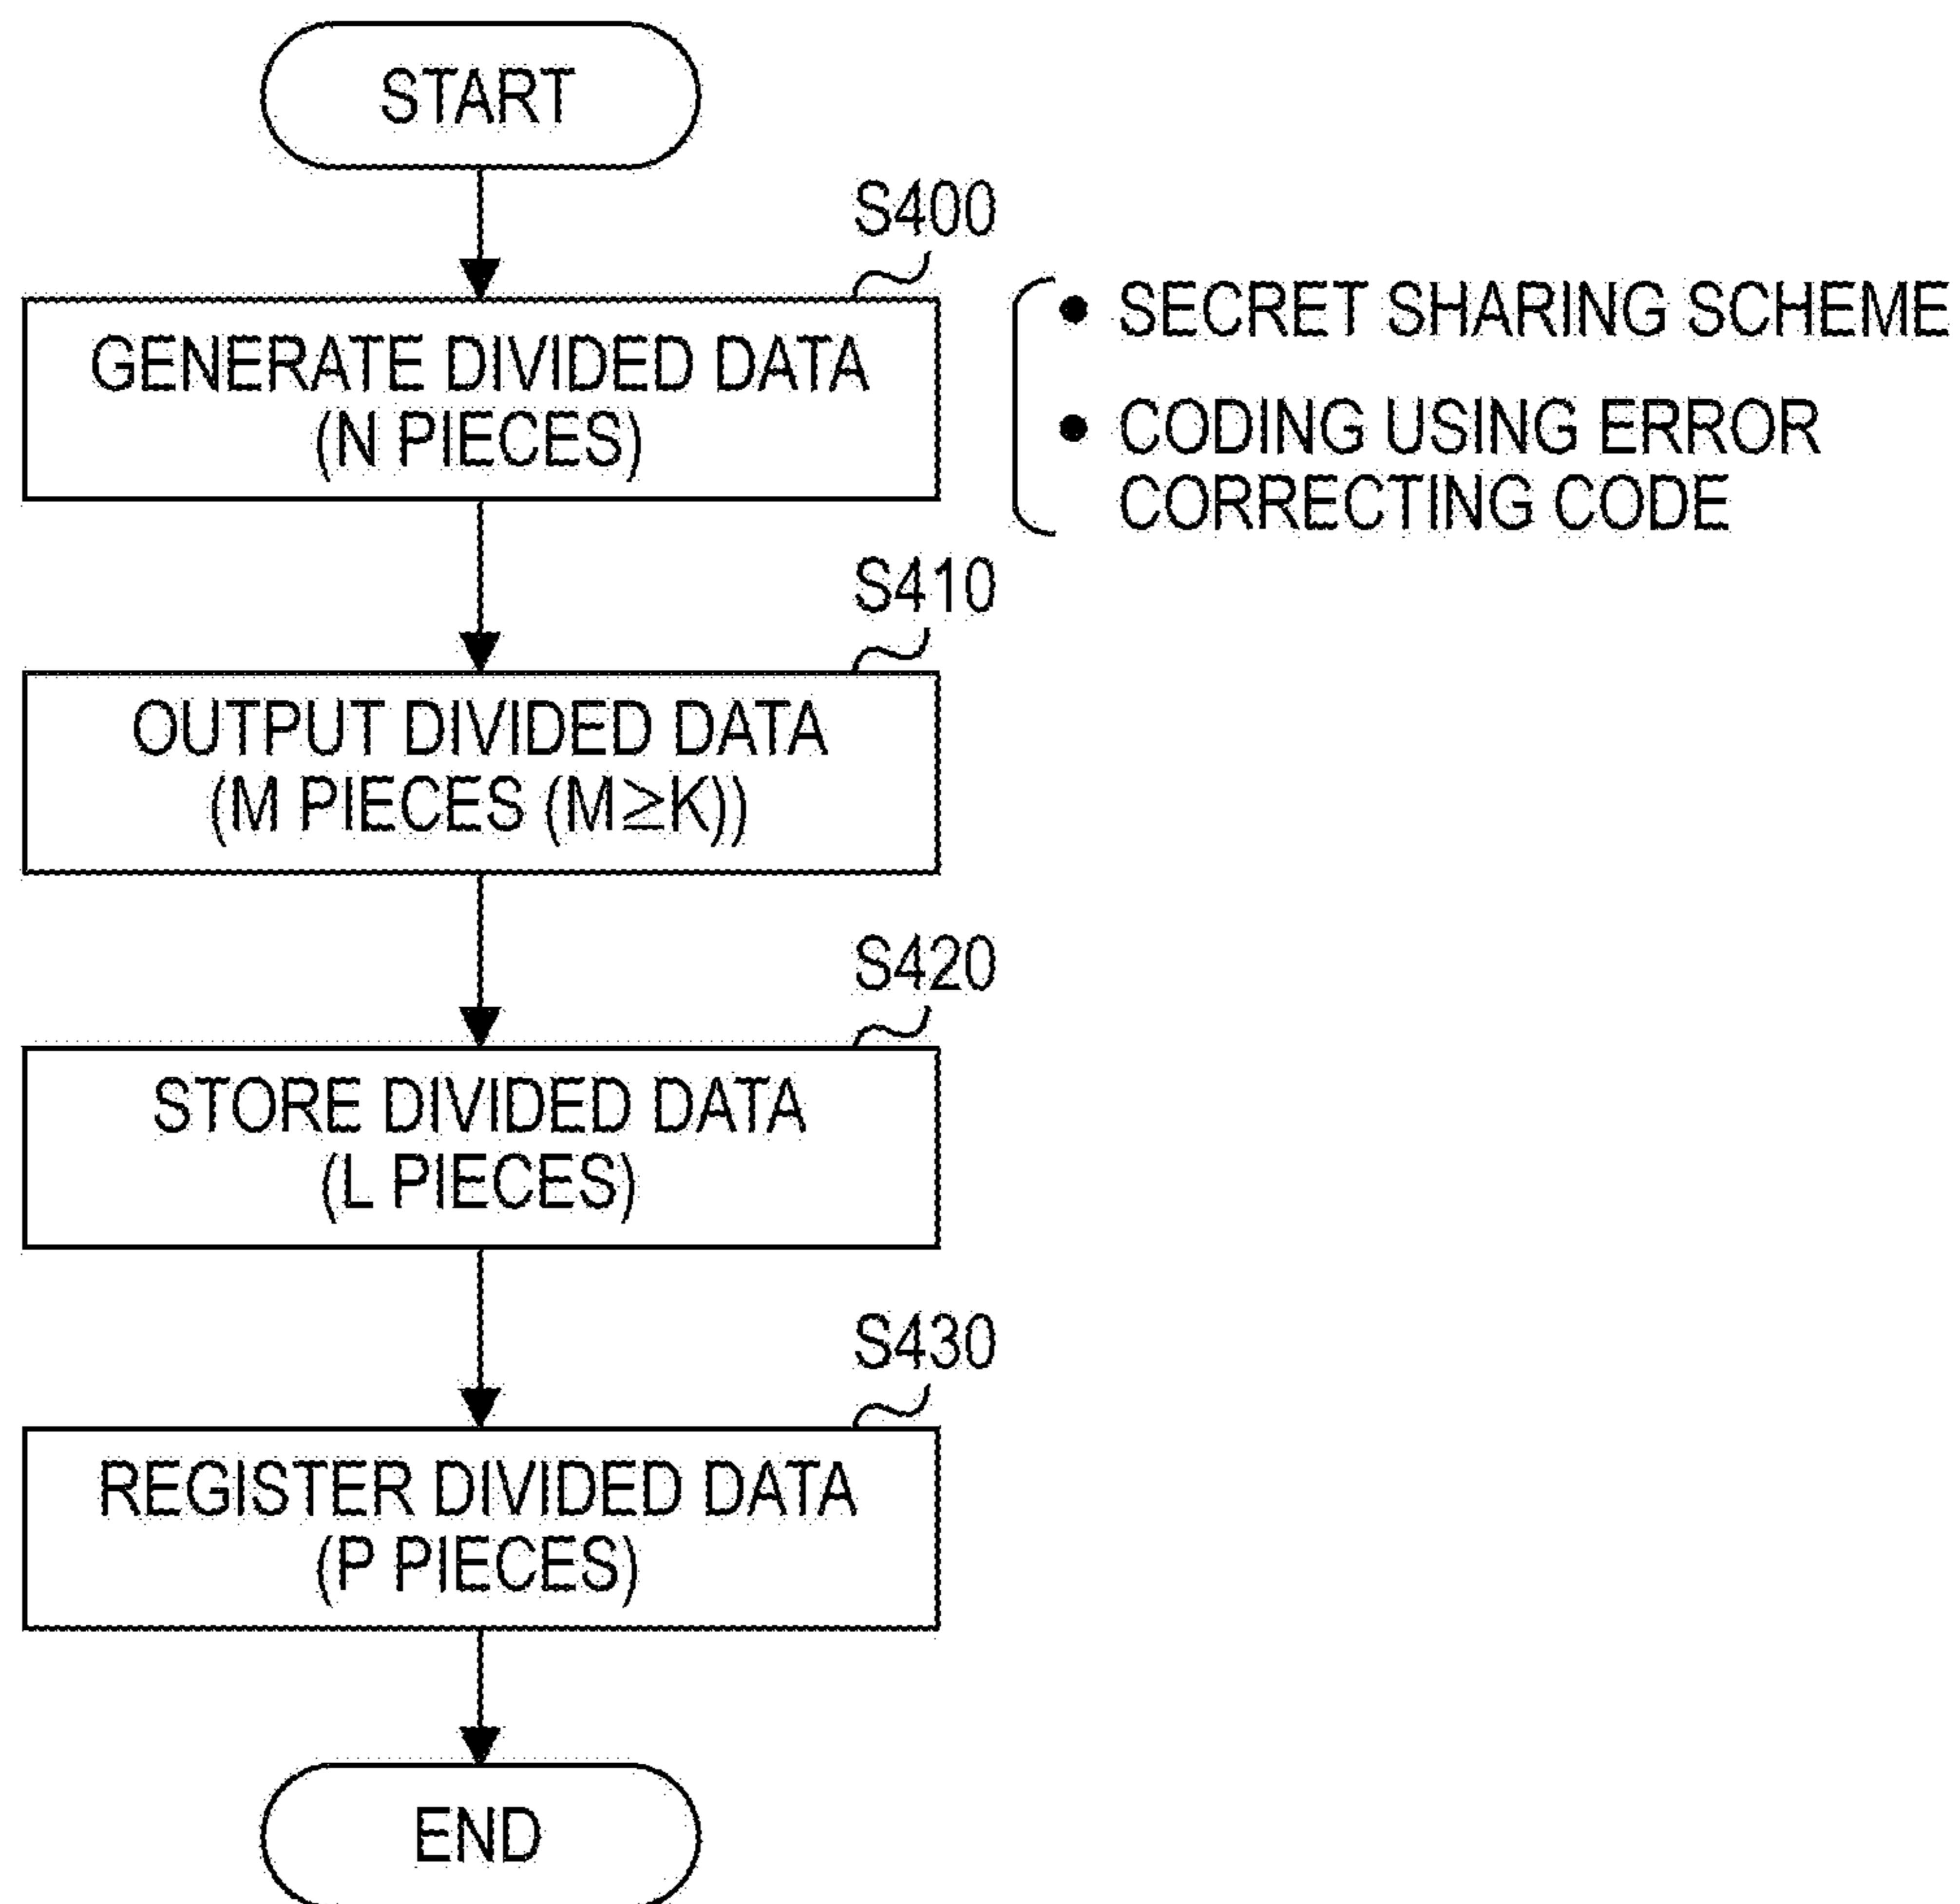 START
S400
GENERATE DIVIDED DATA
(N PIECES)
• SECRET SHARING SCHEME
• CODING USING ERROR
CORRECTING CODE
S410
OUTPUT DIVIDED DATA
(M PIECES (M≧K))
S420
STORE DIVIDED DATA
(L PIECES)
S430
REGISTER DIVIDED DATA
(P PIECES)
END